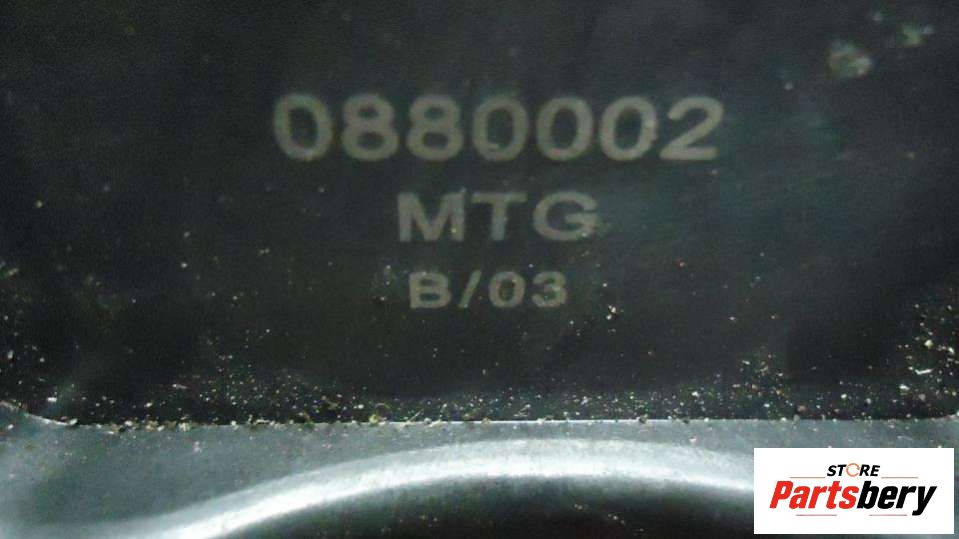 0880002
MTG
B/03
STORE
Partsbery